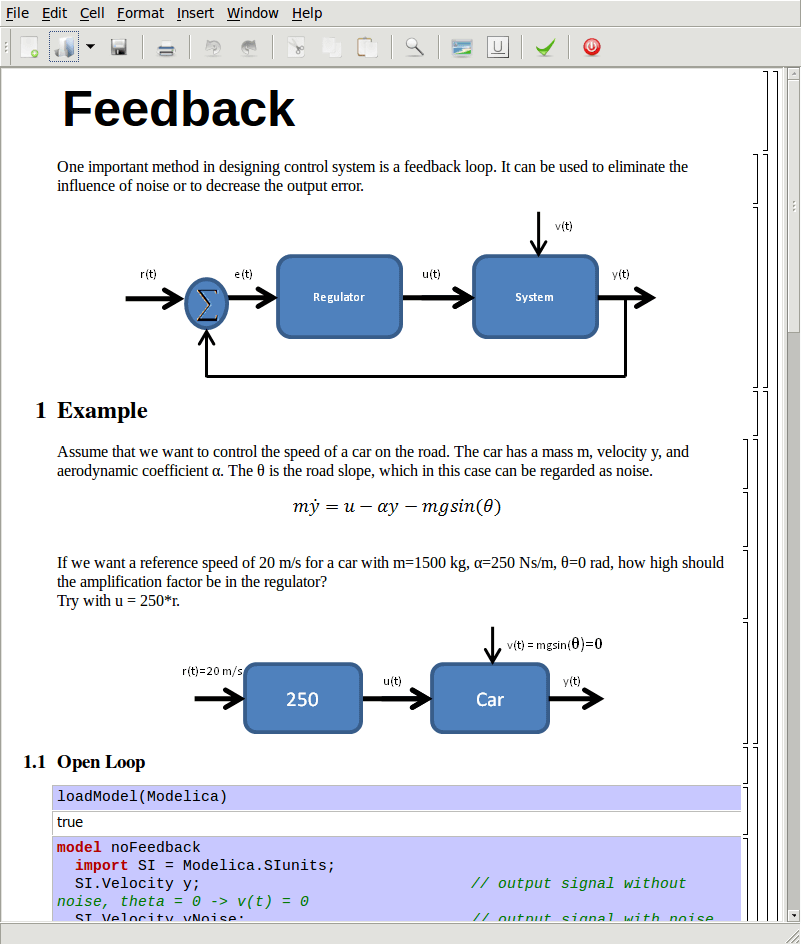 File Edit Cell Format Insert Window Help
U
Feedback
One important method in designing control system is a feedback loop. It can be used to eliminate the
influence of noise or to decrease the output error.
v(t)
r(t) e(t) u(t) y(t)
∑ Regulator System
1 Example
Assume that we want to control the speed of a car on the road. The car has a mass m, velocity y, and
aerodynamic coefficient α. The θ is the road slope, which in this case can be regarded as noise.
mẏ = u − αy − mgsin(θ)
If we want a reference speed of 20 m/s for a car with m=1500 kg, α=250 Ns/m, θ=0 rad, how high should
the amplification factor be in the regulator?
Try with u = 250*r.
v(t) = mgsin(θ)=0
r(t)=20 m/s u(t) y(t)
250 Car
1.1 Open Loop
loadModel(Modelica)
true
model noFeedback
import SI = Modelica.SIunits;
SI.Velocity y; // output signal without
noise, theta = 0 -> v(t) = 0
SI.Velocity yNoise; // output signal with noise